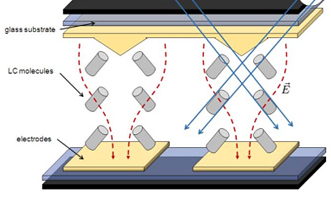 glass substrate
LC molecules
E
electrodes